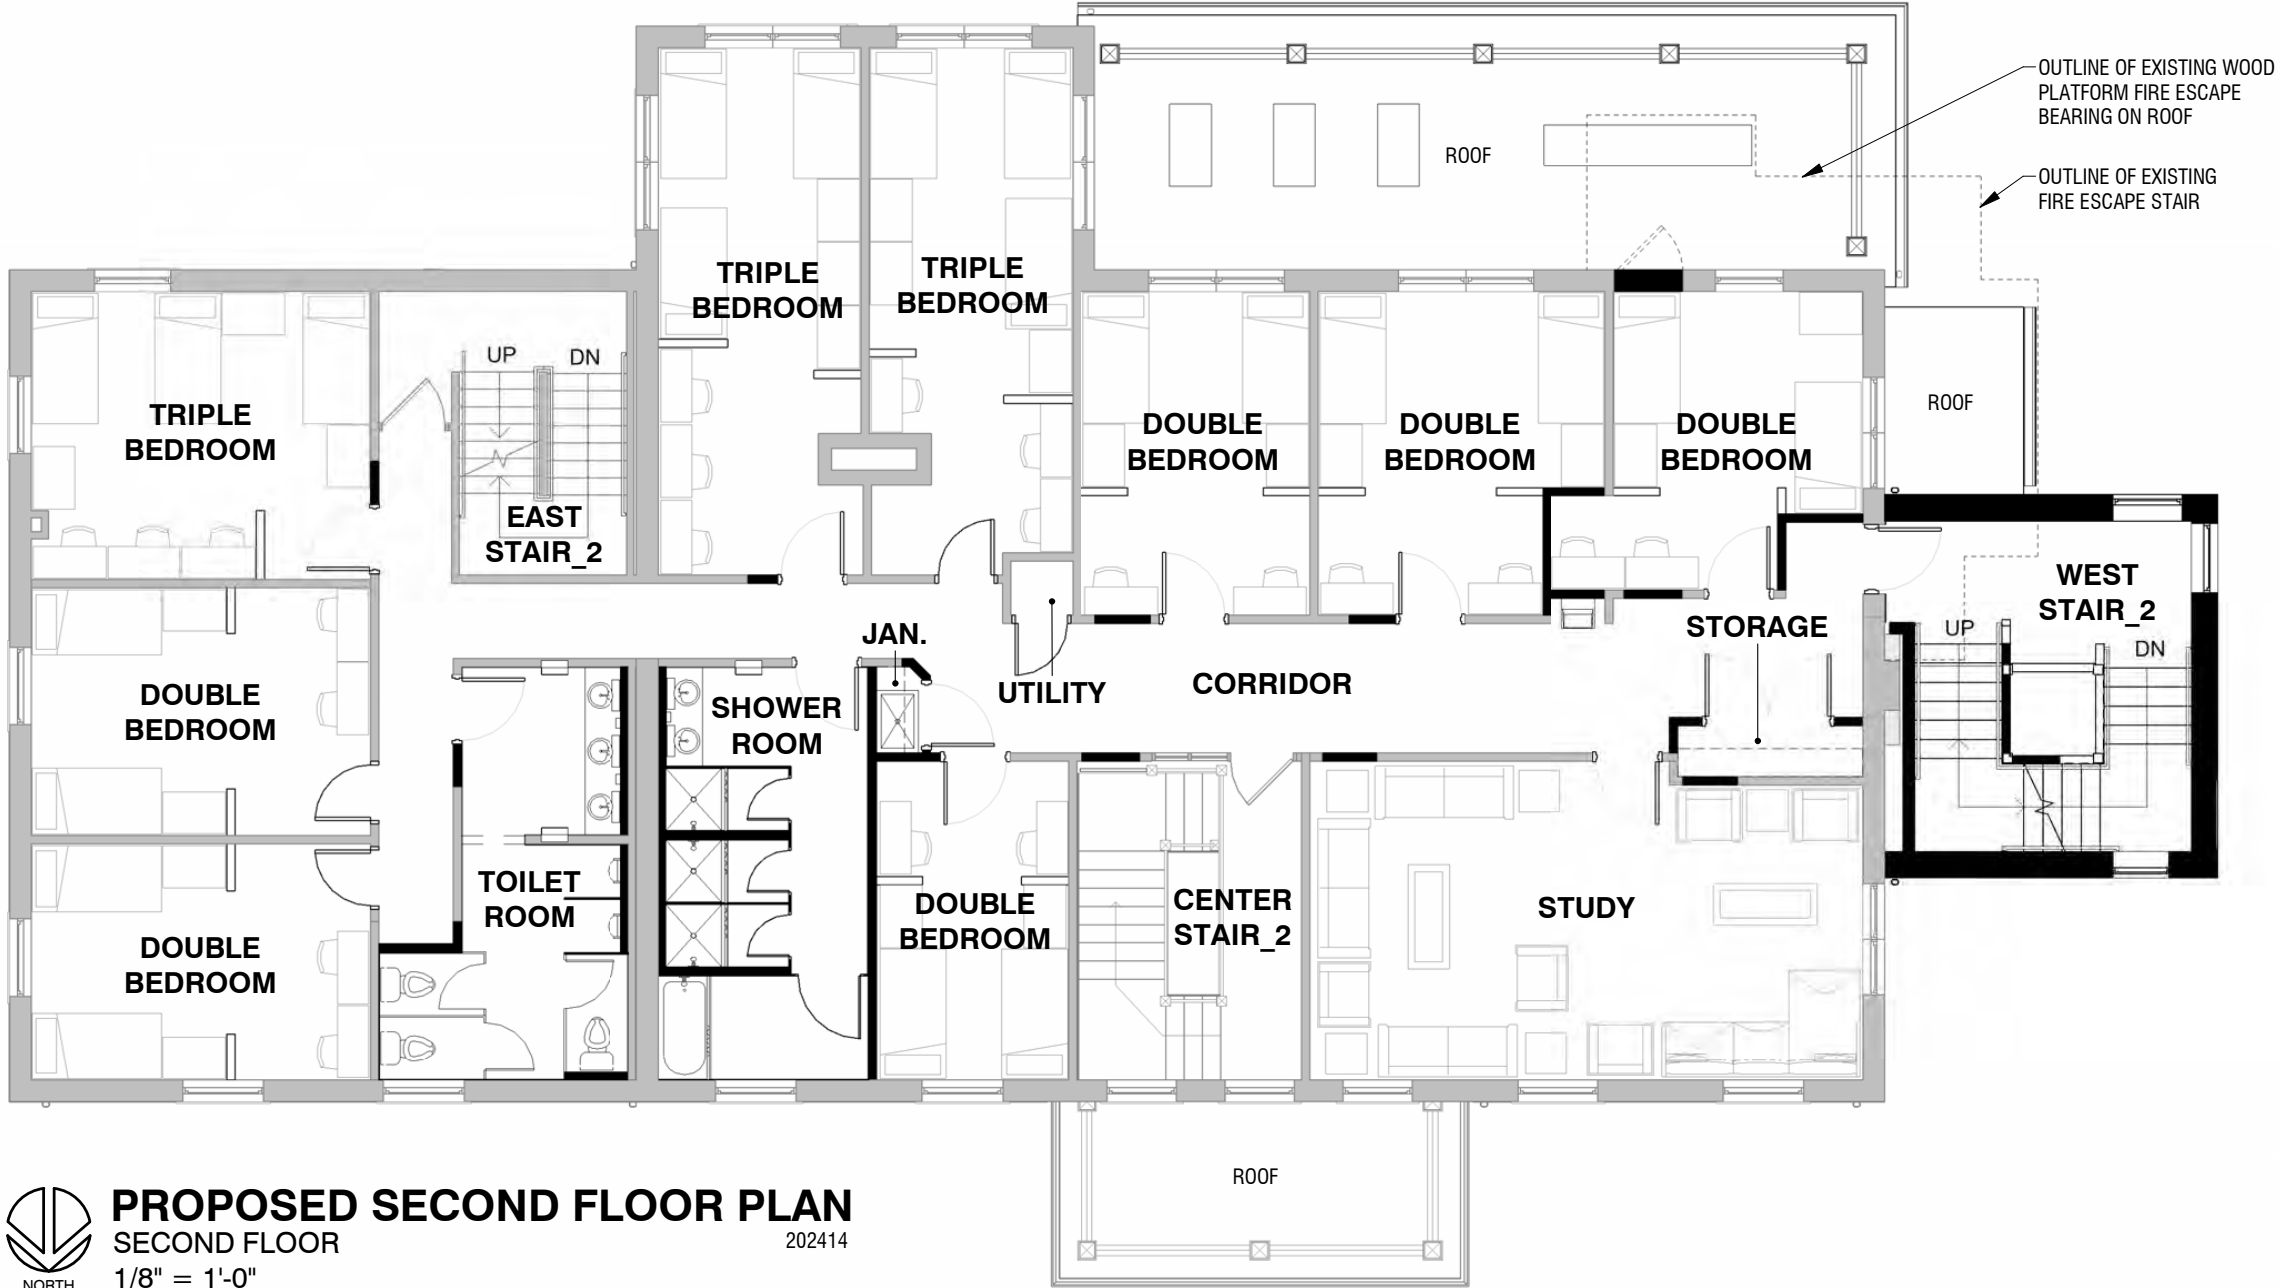 OUTLINE OF EXISTING WOOD
PLATFORM FIRE ESCAPE
BEARING ON ROOF
ROOF
OUTLINE OF EXISTING
FIRE ESCAPE STAIR
TRIPLE
BEDROOM
TRIPLE
BEDROOM
UP
DN
TRIPLE
BEDROOM
DOUBLE
BEDROOM
DOUBLE
BEDROOM
DOUBLE
BEDROOM
ROOF
EAST
STAIR_2
WEST
STAIR_2
JAN.
STORAGE
UP
DN
UTILITY
CORRIDOR
DOUBLE
BEDROOM
SHOWER
ROOM
TOILET
ROOM
DOUBLE
BEDROOM
CENTER
STAIR_2
STUDY
DOUBLE
BEDROOM
ROOF
PROPOSED SECOND FLOOR PLAN
SECOND FLOOR
202414
1/8" = 1'-0"
NORTH